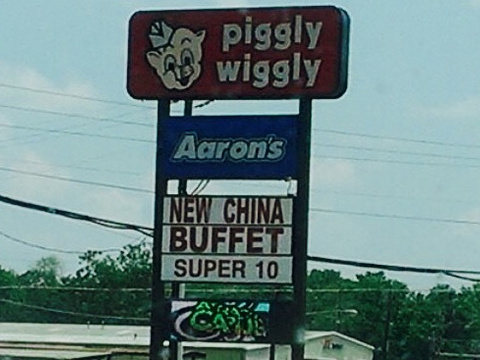 piggly
wiggly
Aaron's
NEW CHINA
BUFFET
SUPER 10